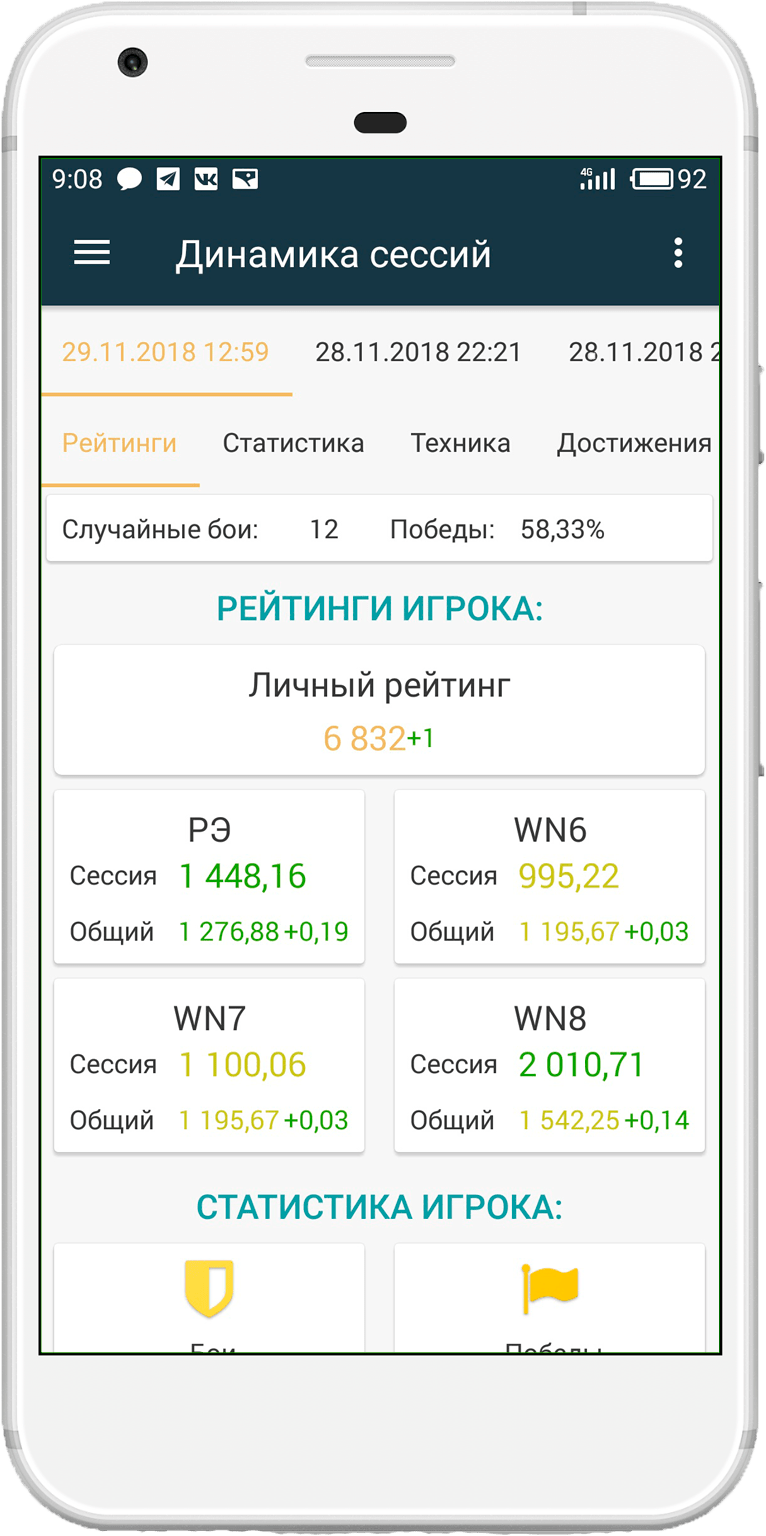 9:08 4G 92
Динамика сессий
29.11.2018 12:59 28.11.2018 22:21 28.11.2018 2
Рейтинги Статистика Техника Достижения
Случайные бои: 12 Победы: 58,33%
РЕЙТИНГИ ИГРОКА:
Личный рейтинг
6 832+1
РЭ
Сессия 1 448,16
Общий 1 276,88+0,19
WN6
Сессия 995,22
Общий 1 195,67+0,03
WN7
Сессия 1 100,06
Общий 1 195,67+0,03
WN8
Сессия 2 010,71
Общий 1 542,25+0,14
СТАТИСТИКА ИГРОКА:
Бои
Победы